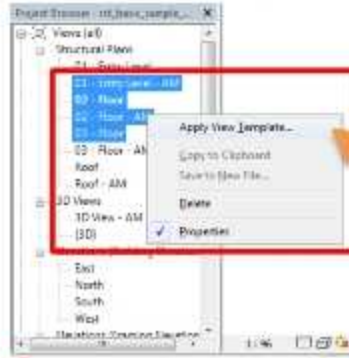 Project Browser - rst_basic_sample_...
Views (all)
Structural Plans
01 - Entry Level
01 - Entry Level - AM
02 - Floor
02 - Floor - AM
03 - Floor
03 - Floor - AM
Roof
Roof - AM
3D Views
3D View - AM
{3D}
East
North
South
West
Apply View Template...
Copy to Clipboard
Save to New File...
Delete
Properties
1 : 96